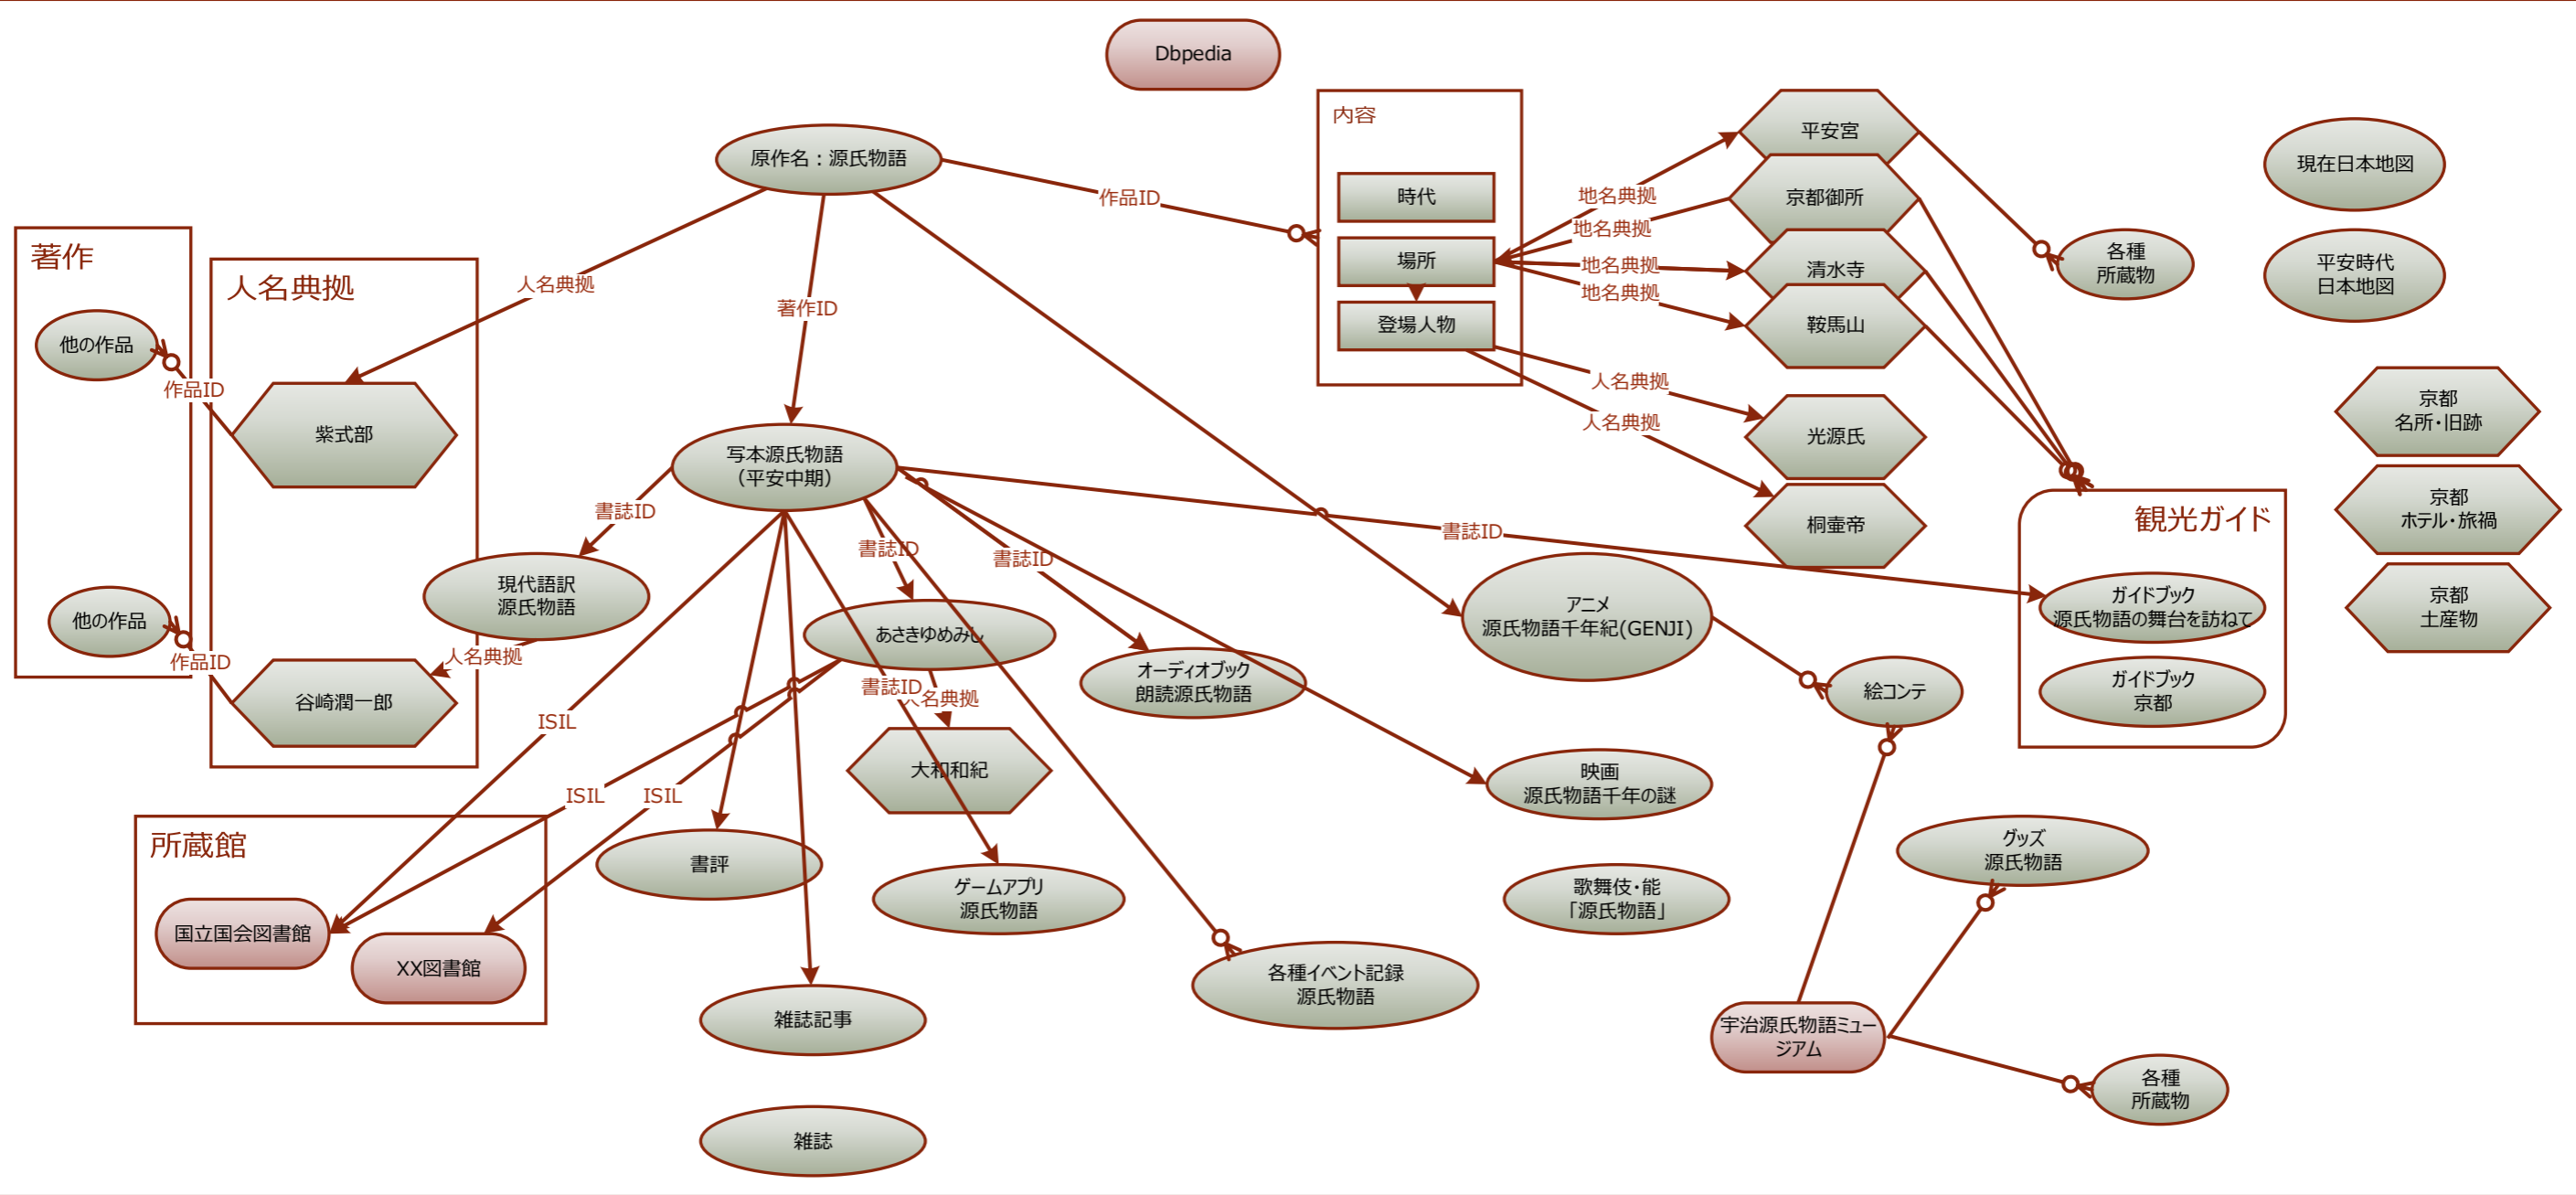 Dbpedia
内容
平安宮
原作名：源氏物語
現在日本地図
時代
作品ID
地名典拠
京都御所
地名典拠
著作
場所
地名典拠
清水寺
各種
所蔵物
平安時代
日本地図
人名典拠
人名典拠
著作ID
地名典拠
登場人物
鞍馬山
他の作品
作品ID
人名典拠
京都
名所・旧跡
紫式部
人名典拠
光源氏
写本源氏物語
（平安中期）
書誌ID
書誌ID
桐壷帝
観光ガイド
京都
ホテル・旅禍
書誌ID
書誌ID
現代語訳
源氏物語
アニメ
源氏物語千年紀(GENJI)
ガイドブック
源氏物語の舞台を訪ねて
京都
土産物
他の作品
作品ID
人名典拠
あさきゆめみし
オーディオブック
朗読源氏物語
絵コンテ
ガイドブック
京都
谷崎潤一郎
書誌ID
人名典拠
ISIL
大和和紀
映画
源氏物語千年の謎
ISIL
ISIL
所蔵館
書評
グッズ
源氏物語
ゲームアプリ
源氏物語
歌舞伎・能
「源氏物語」
国立国会図書館
XX図書館
各種イベント記録
源氏物語
雑誌記事
宇治源氏物語ミュー
ジアム
各種
所蔵物
雑誌